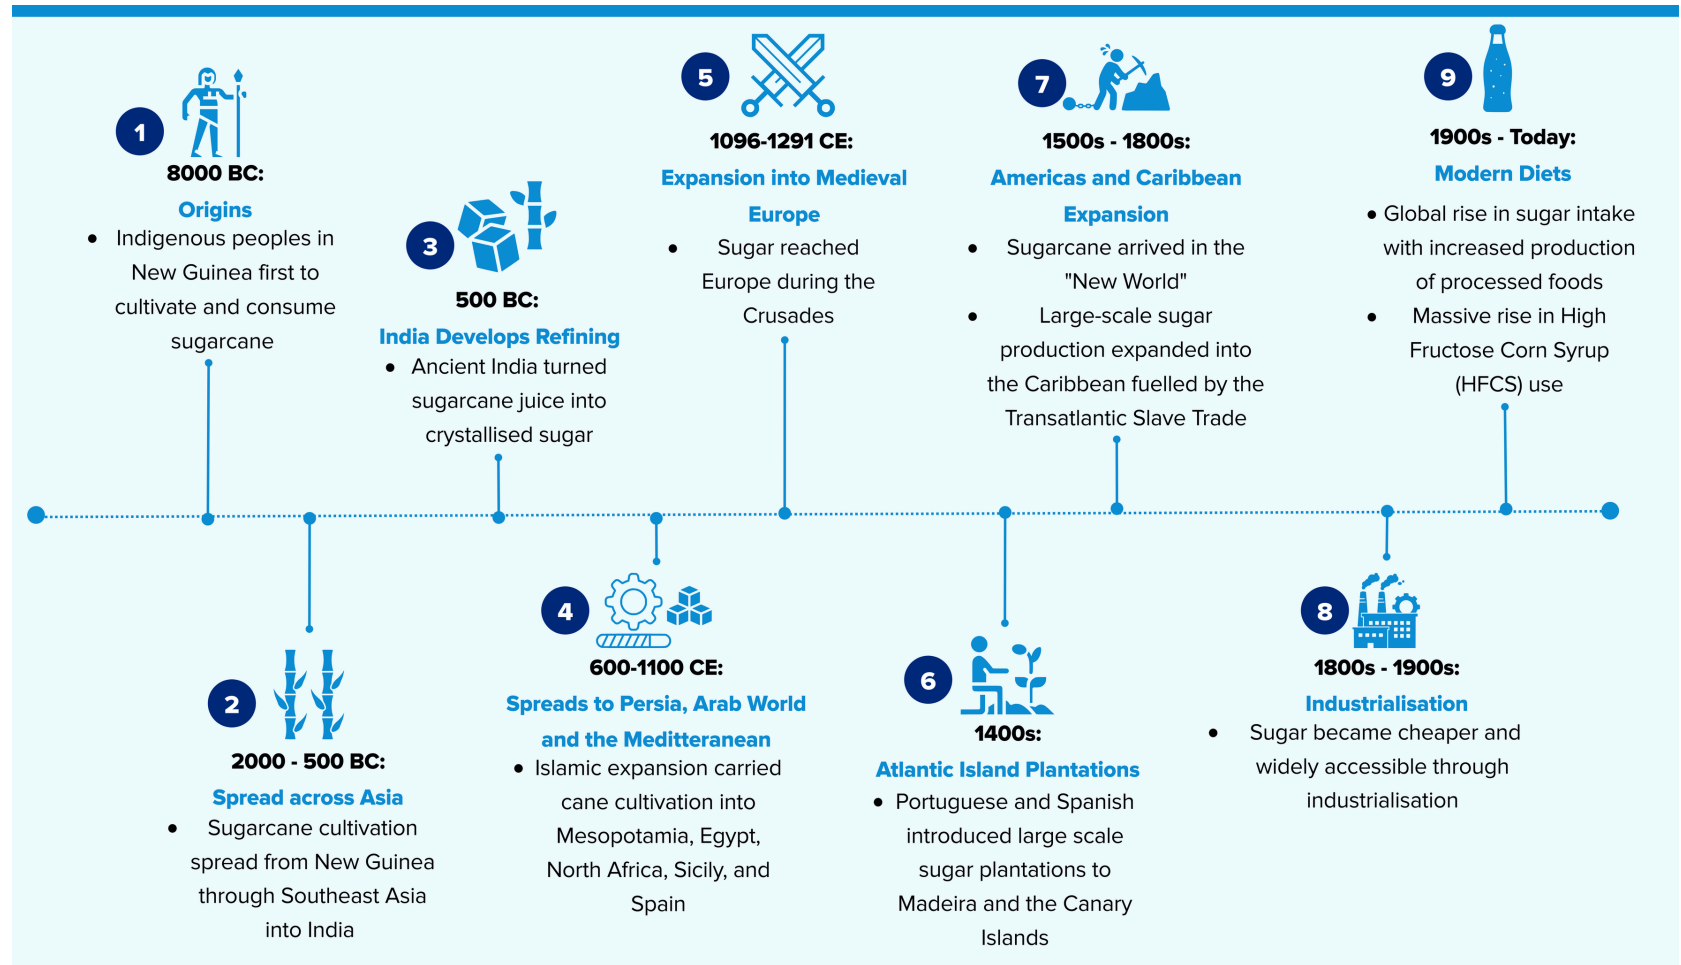 1
8000 BC:
Origins
• Indigenous peoples in
New Guinea first to
cultivate and consume
sugarcane
2
2000 - 500 BC:
Spread across Asia
• Sugarcane cultivation
spread from New Guinea
through Southeast Asia
into India
3
500 BC:
India Develops Refining
• Ancient India turned
sugarcane juice into
crystallised sugar
4
600-1100 CE:
Spreads to Persia, Arab World
and the Meditteranean
• Islamic expansion carried
cane cultivation into
Mesopotamia, Egypt,
North Africa, Sicily, and
Spain
5
1096-1291 CE:
Expansion into Medieval
Europe
• Sugar reached
Europe during the
Crusades
6
1400s:
Atlantic Island Plantations
• Portuguese and Spanish
introduced large scale
sugar plantations to
Madeira and the Canary
Islands
7
1500s - 1800s:
Americas and Caribbean
Expansion
• Sugarcane arrived in the
"New World"
• Large-scale sugar
production expanded into
the Caribbean fuelled by the
Transatlantic Slave Trade
8
1800s - 1900s:
Industrialisation
• Sugar became cheaper and
widely accessible through
industrialisation
9
1900s - Today:
Modern Diets
• Global rise in sugar intake
with increased production
of processed foods
• Massive rise in High
Fructose Corn Syrup
(HFCS) use